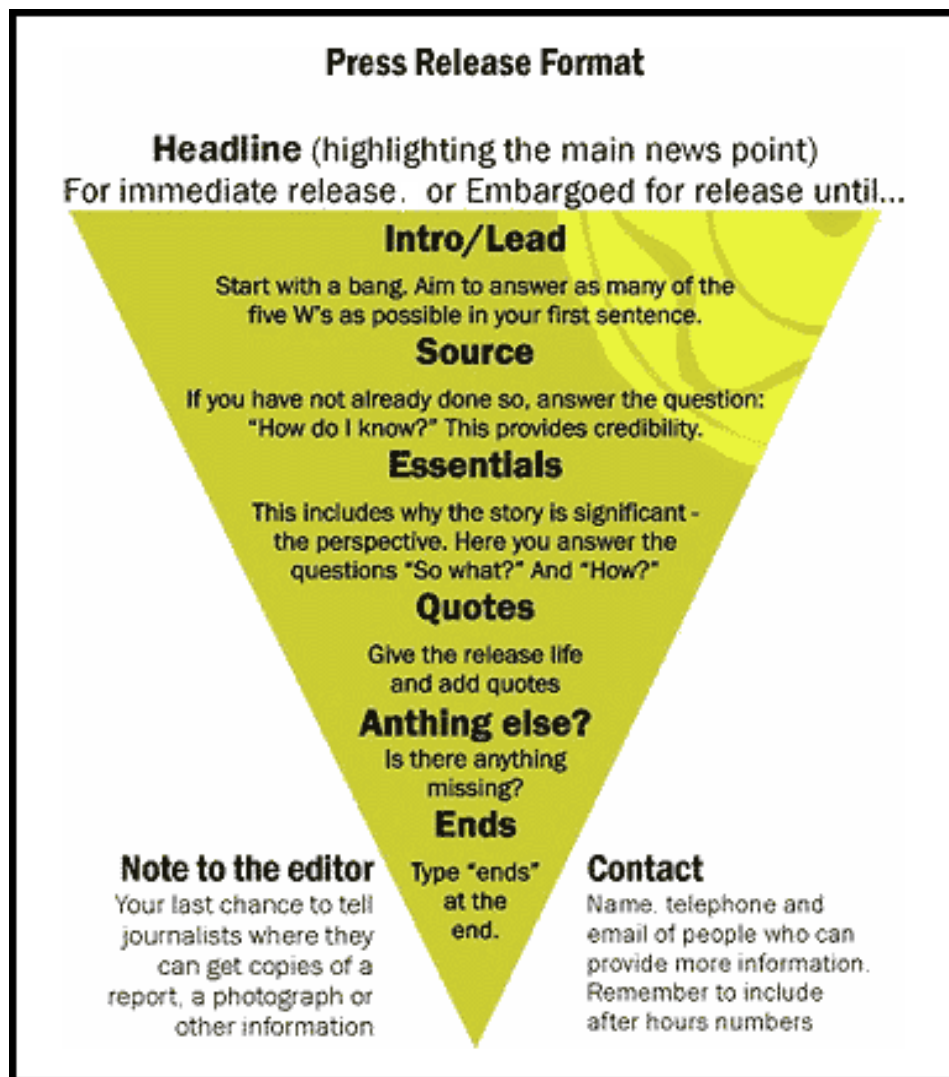 Press Release Format
Headline (highlighting the main news point)
For immediate release. or Embargoed for release until...
Intro/Lead
Start with a bang. Aim to answer as many of the
five W's as possible in your first sentence.
Source
If you have not already done so, answer the question:
"How do I know?" This provides credibility.
Essentials
This includes why the story is significant -
the perspective. Here you answer the
questions "So what?" And "How?"
Quotes
Give the release life
and add quotes
Anthing else?
Is there anything
missing?
Ends
Type "ends"
at the
end.
Note to the editor
Your last chance to tell
journalists where they
can get copies of a
report, a photograph or
other information
Contact
Name, telephone and
email of people who can
provide more information.
Remember to include
after hours numbers